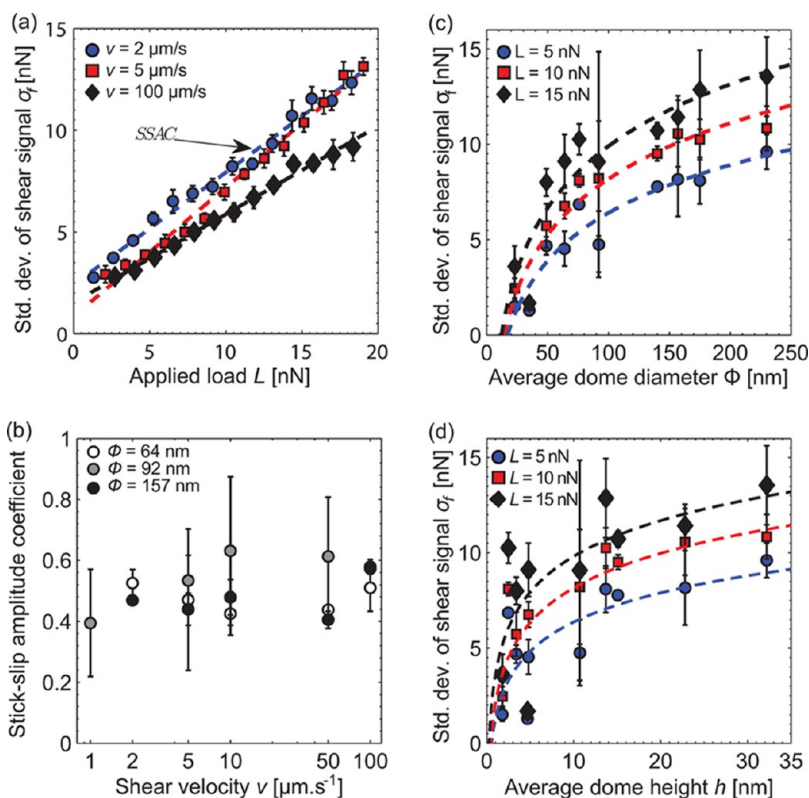 (a)
15
10
5
0
Std. dev. of shear signal σf [nN]
v = 2 μm/s
v = 5 μm/s
v = 100 μm/s
SSAC
0 5 10 15 20
Applied load L [nN]
(c)
15
10
5
0
Std. dev. of shear signal σf [nN]
L = 5 nN
L = 10 nN
L = 15 nN
0 50 100 150 200 250
Average dome diameter Φ [nm]
(b)
1
0.8
0.6
0.4
0.2
0
Stick-slip amplitude coefficient
Φ = 64 nm
Φ = 92 nm
Φ = 157 nm
1 2 5 10 50 100
Shear velocity v [μm.s⁻¹]
(d)
15
10
5
0
Std. dev. of shear signal σf [nN]
L = 5 nN
L = 10 nN
L = 15 nN
0 10 20 30 35
Average dome height h [nm]